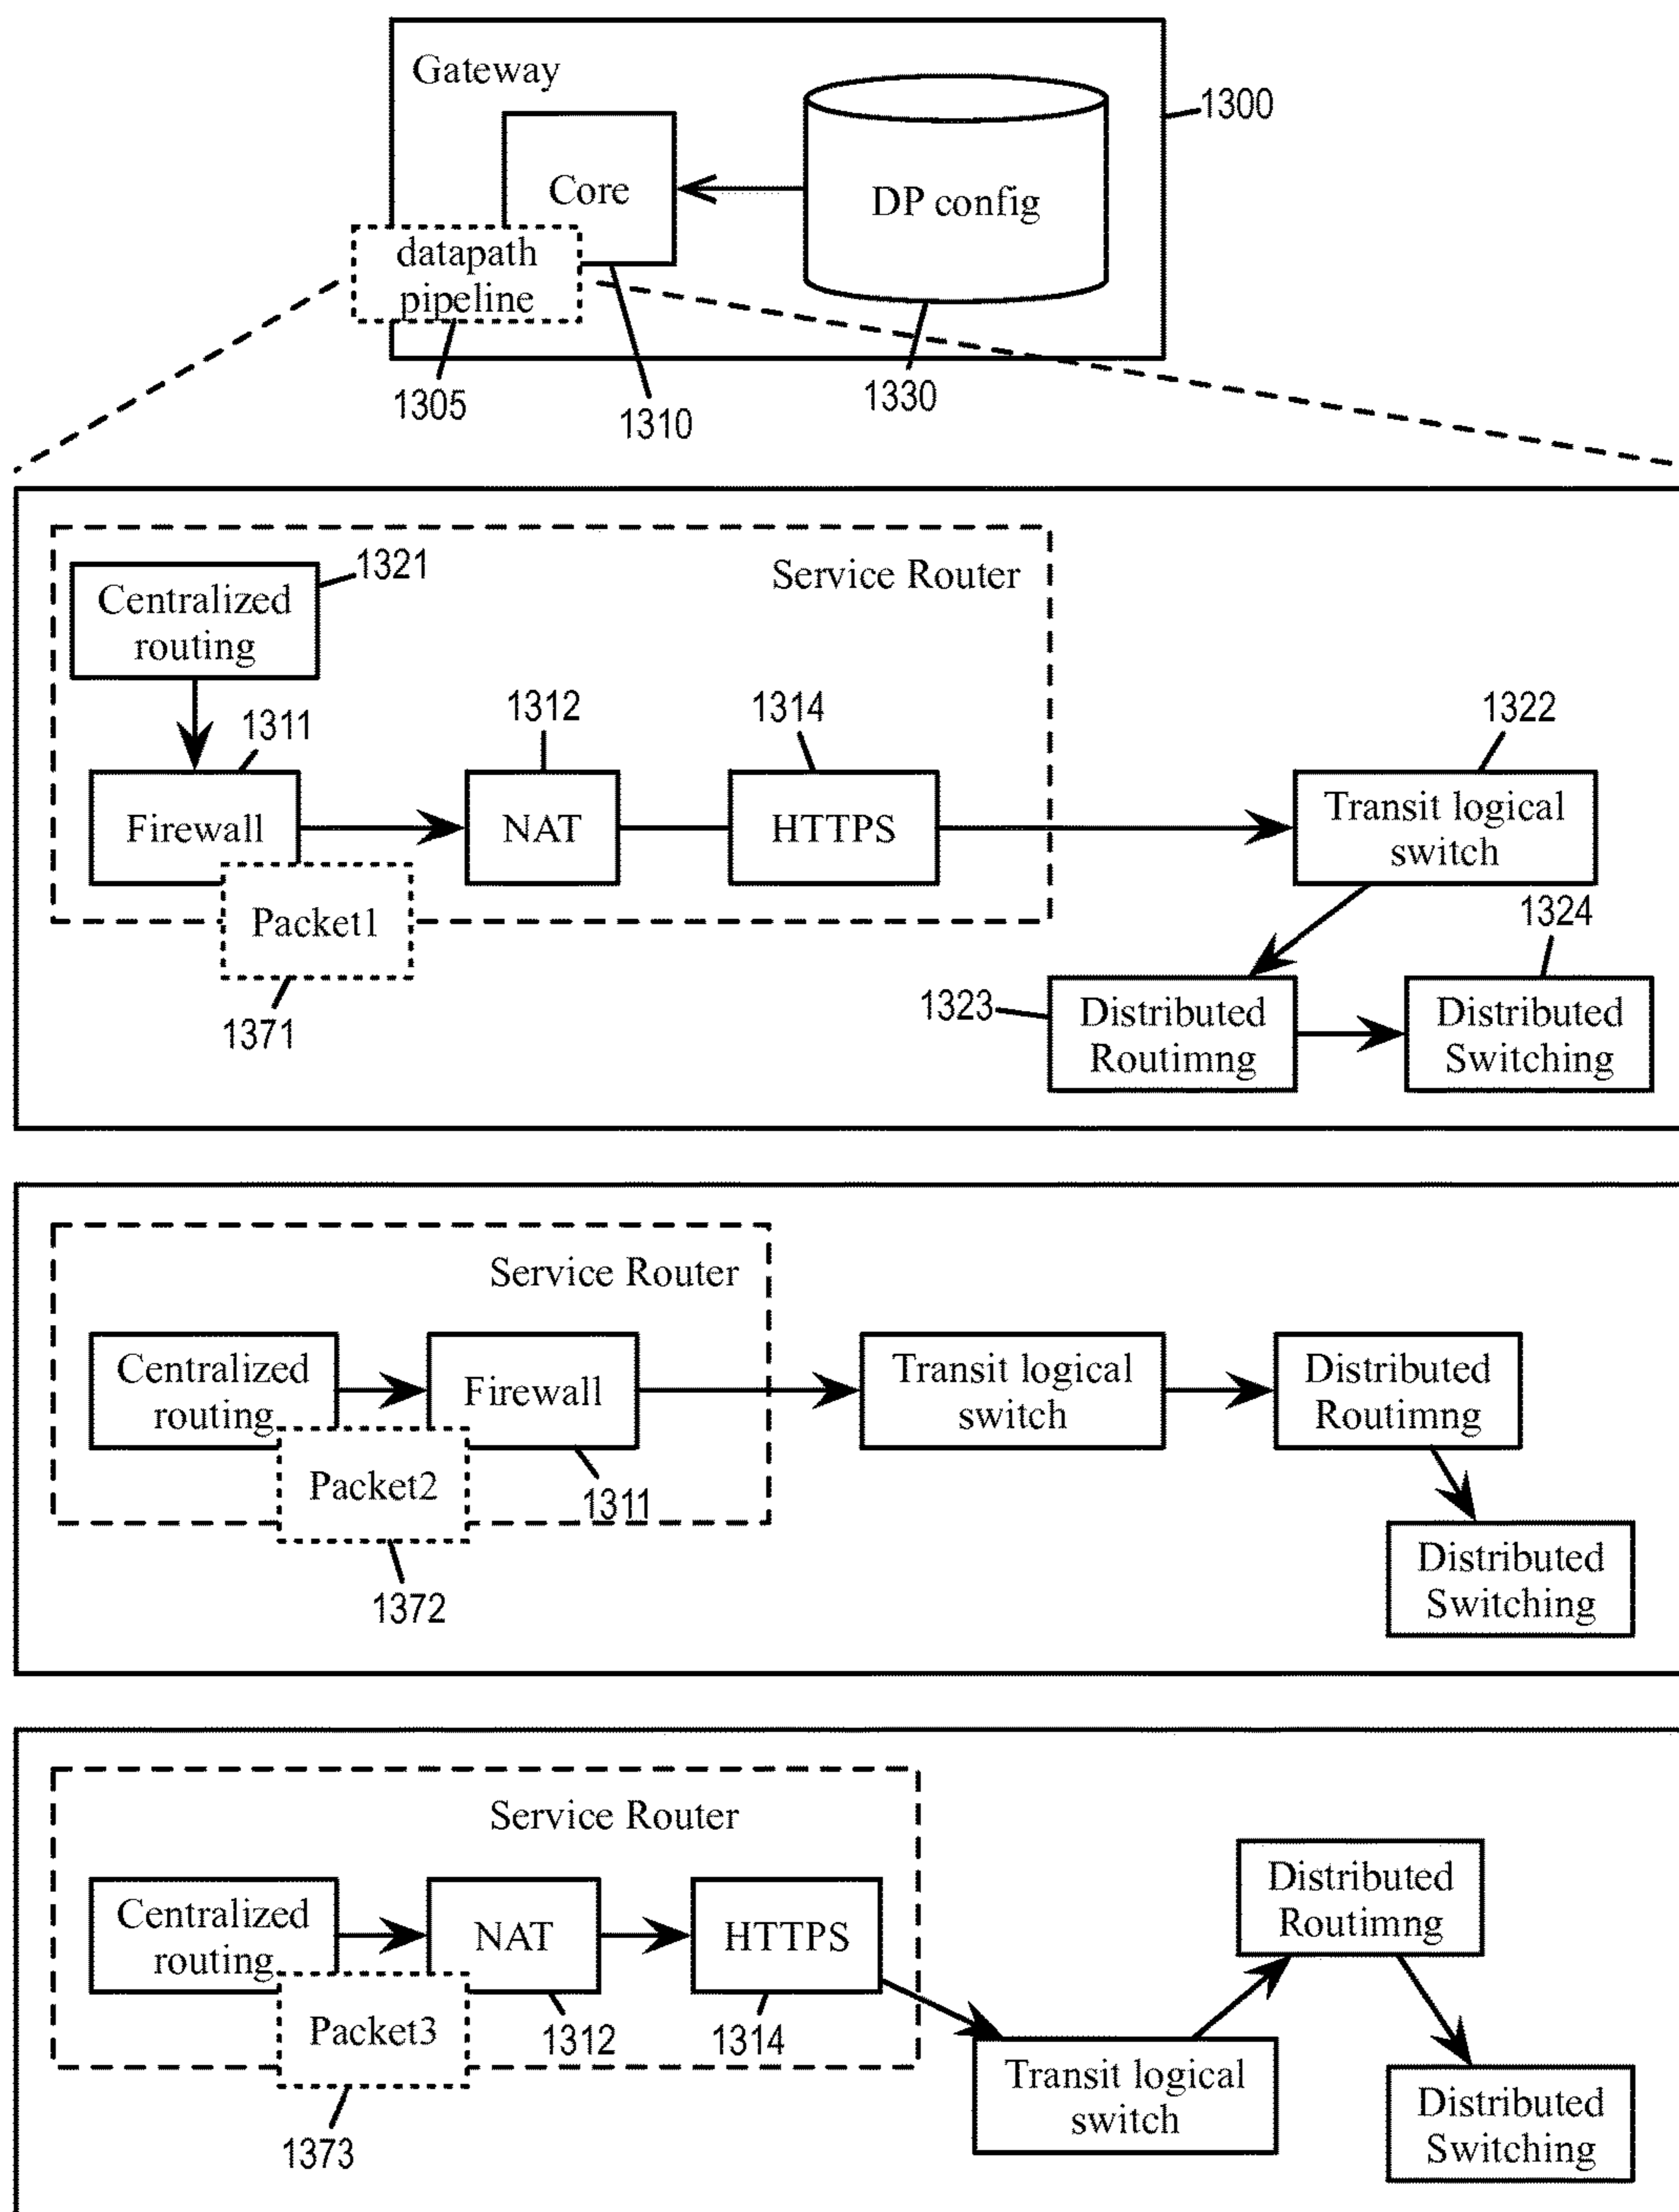 Gateway
1300
Core
DP config
datapath
pipeline
1305
1310
1330
Service Router
1321
Centralized
routing
1311
1312
1314
1322
Firewall
NAT
HTTPS
Transit logical
switch
Packet1
1371
1324
1323
Distributed
Routimng
Distributed
Switching
Service Router
Centralized
routing
Firewall
Transit logical
switch
Distributed
Routimng
Packet2
1311
1372
Distributed
Switching
Service Router
Centralized
routing
NAT
HTTPS
Distributed
Routimng
Packet3
1312
1314
1373
Transit logical
switch
Distributed
Switching